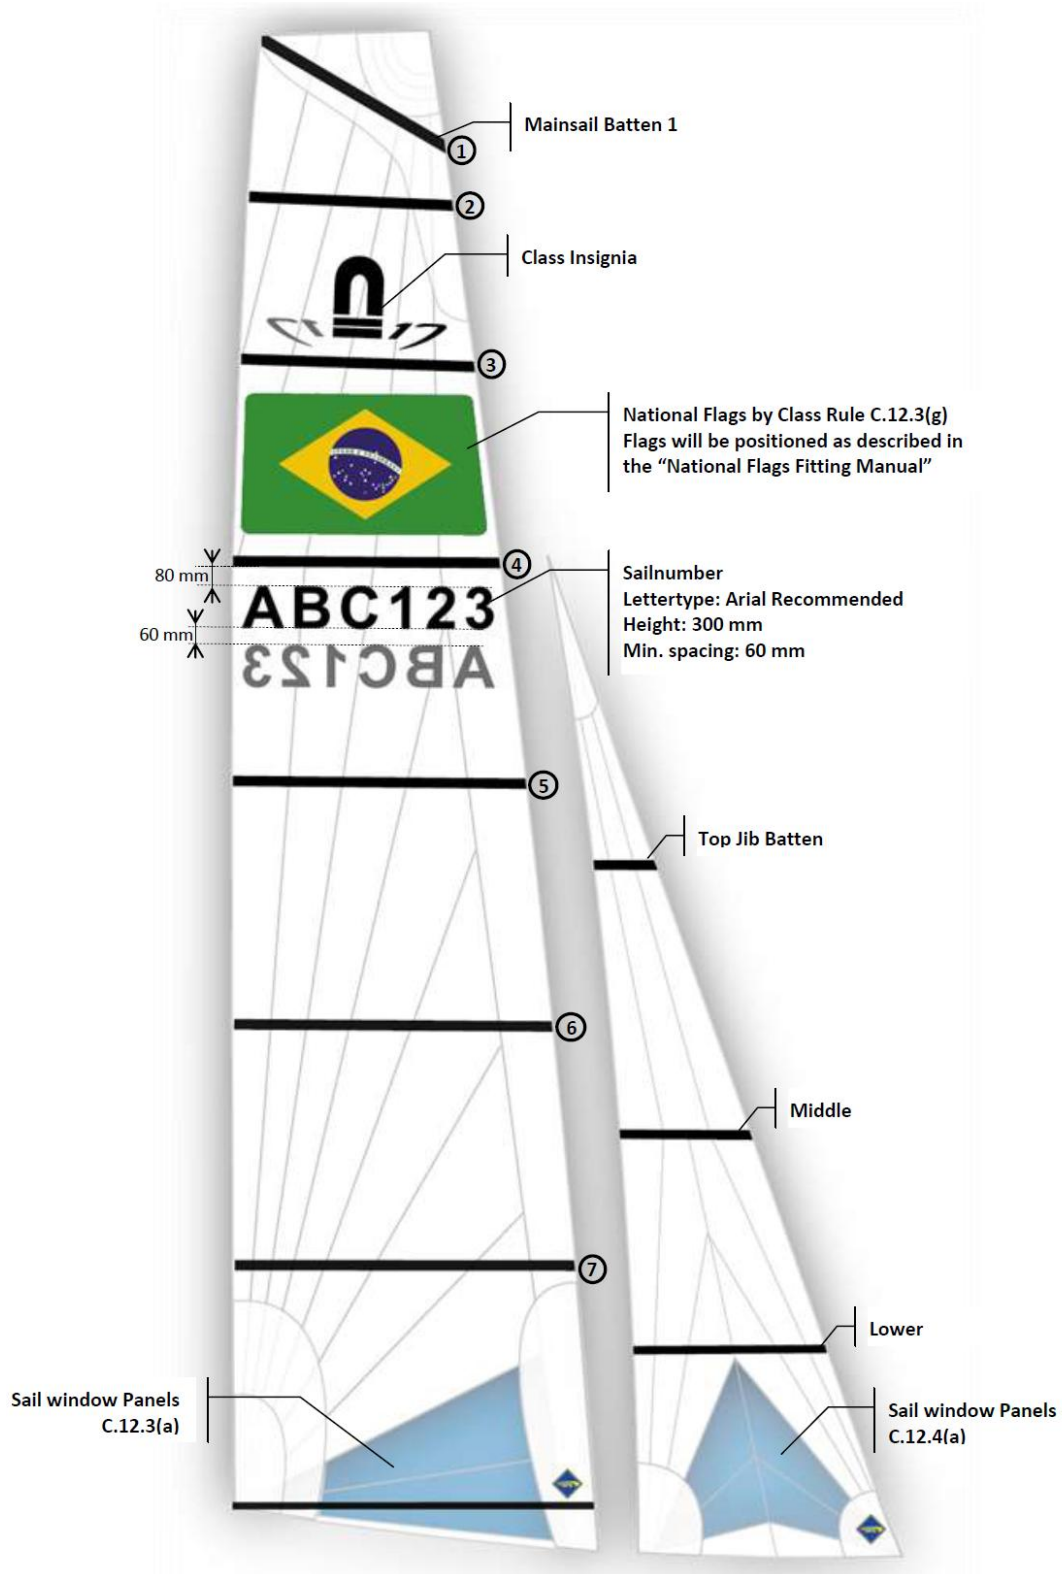 Mainsail Batten 1
1
2
Class Insignia
17
17
3
National Flags by Class Rule C.12.3(g)
Flags will be positioned as described in
the “National Flags Fitting Manual”
4
80 mm
Sailnumber
Lettertype: Arial Recommended
Height: 300 mm
Min. spacing: 60 mm
ABC123
60 mm
ABC123
5
Top Jib Batten
6
Middle
7
Lower
Sail window Panels
C.12.3(a)
Sail window Panels
C.12.4(a)